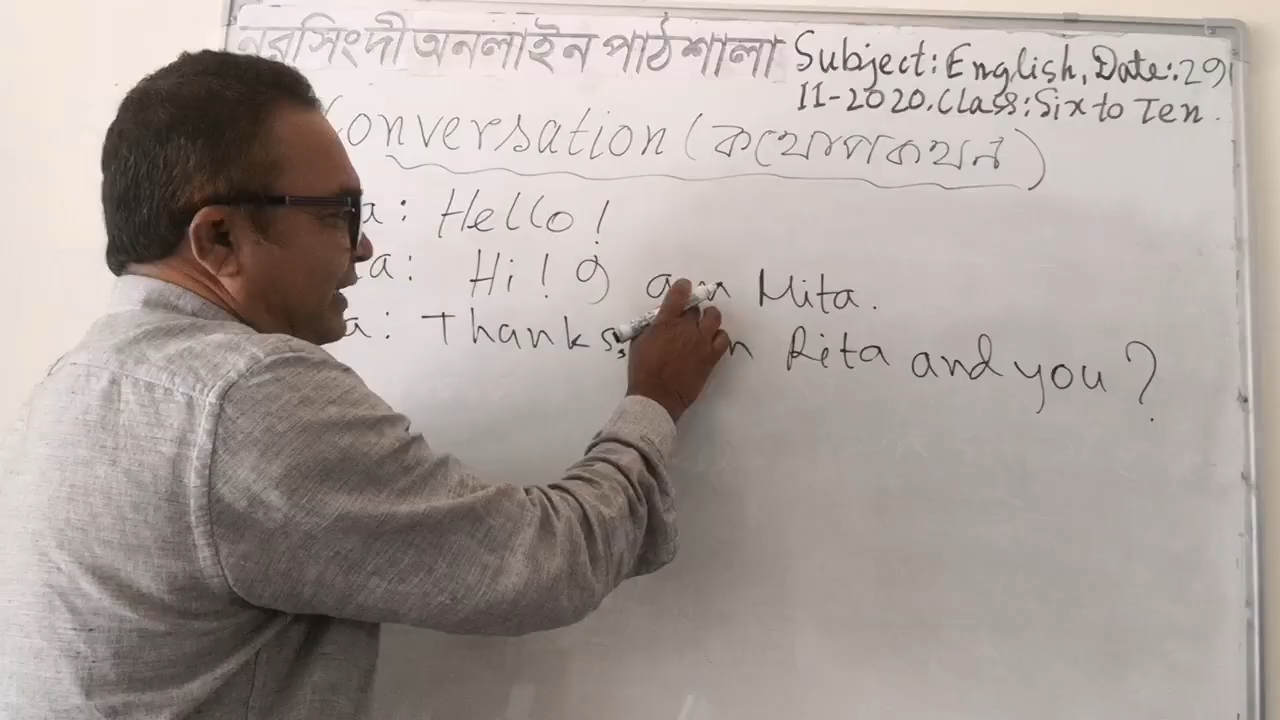 নরসিংদী অনলাইন পাঠশালা Subject: English, Date: 29
11-2020. Class: Six to Ten.
Conversation (কথোপকথন)
a: Hello!
a: Hi! I am Mita.
a: Thanks, Rita and you?